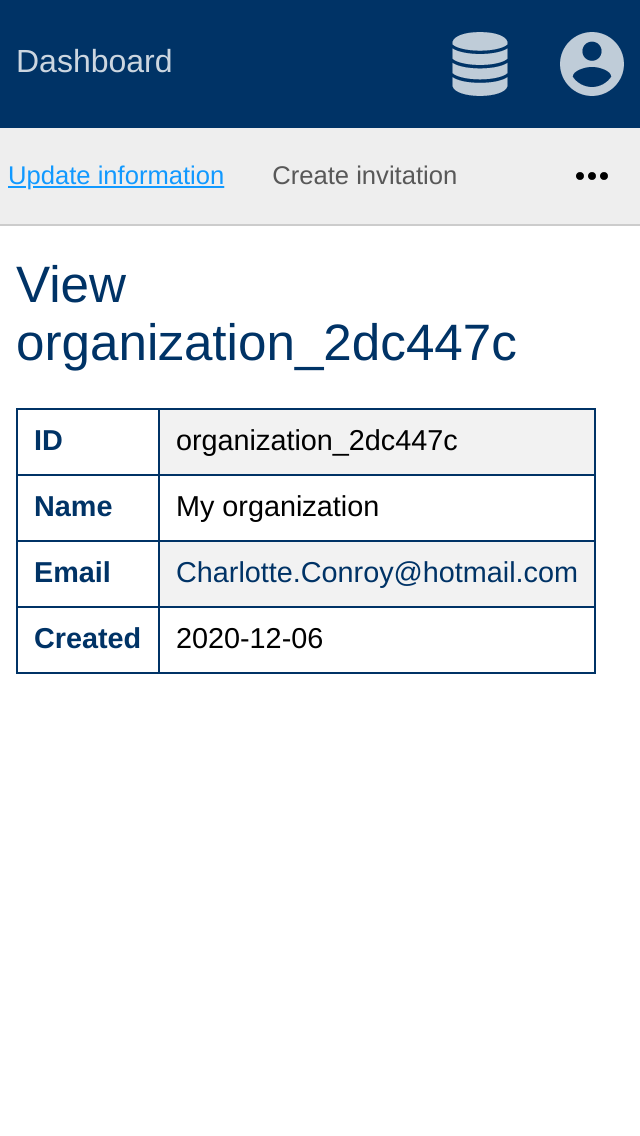 Dashboard
Update information Create invitation
View
organization_2dc447c
ID organization_2dc447c
Name My organization
Email Charlotte.Conroy@hotmail.com
Created 2020-12-06